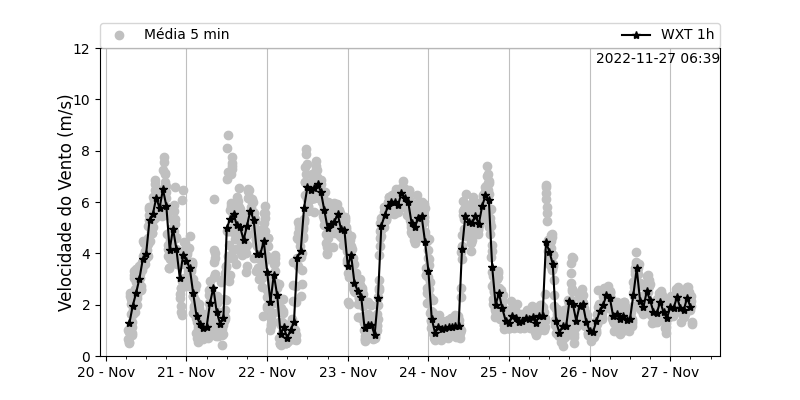 Média 5 min
WXT 1h
2022-11-27 06:39
Velocidade do Vento (m/s)
12
10
8
6
4
2
0
20 - Nov
21 - Nov
22 - Nov
23 - Nov
24 - Nov
25 - Nov
26 - Nov
27 - Nov